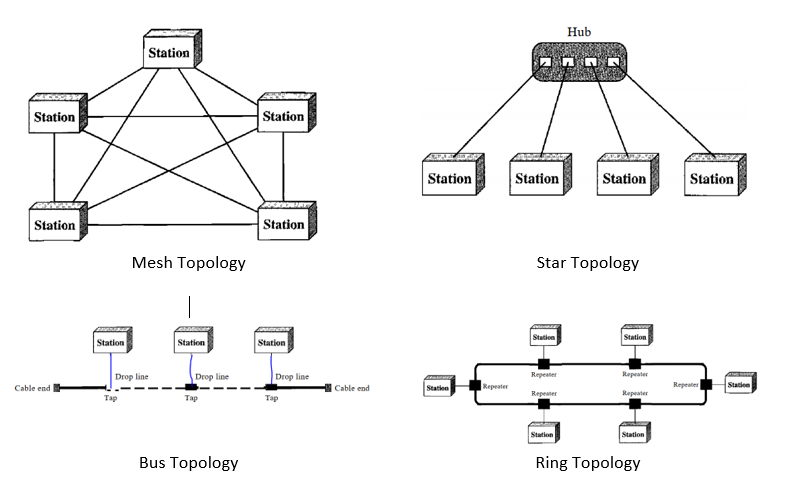 Station
Station
Station
Station
Station
Mesh Topology
Hub
Station
Station
Station
Station
Star Topology
Station
Station
Station
Drop line
Drop line
Drop line
Cable end
Cable end
Tap
Tap
Tap
Bus Topology
Station
Station
Repeater
Repeater
Station
Repeater
Repeater
Station
Repeater
Repeater
Station
Station
Ring Topology